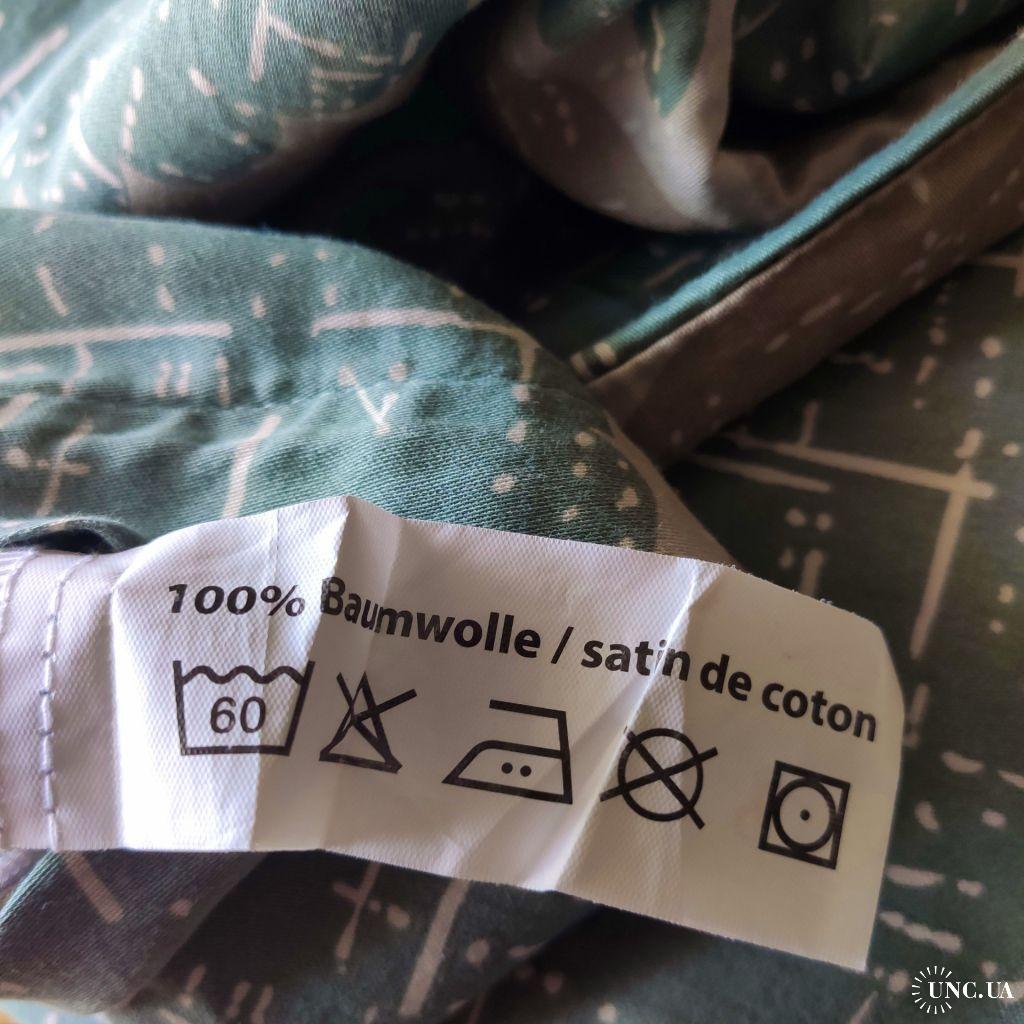 100% Baumwolle / satin de coton
60
UNC.UA